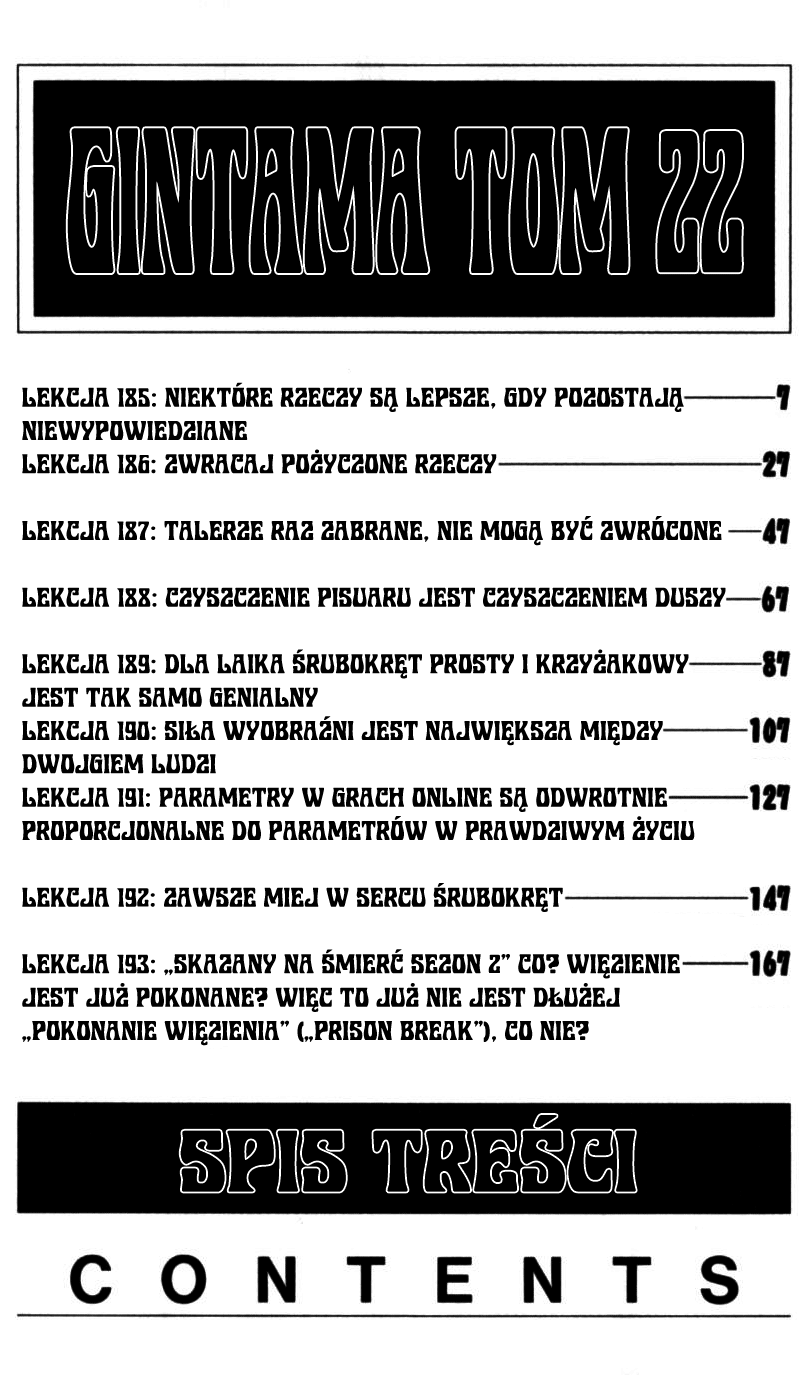 GINTAMA TOM 22
LEKCJA 185: NIEKTÓRE RZECZY SĄ LEPSZE, GDY POZOSTAJĄ 7
NIEWYPOWIEDZIANE
LEKCJA 186: ZWRACAJ POŻYCZONE RZECZY 27
LEKCJA 187: TALERZE RAZ ZABRANE, NIE MOGĄ BYĆ ZWRÓCONE 47
LEKCJA 188: CZYSZCZENIE PISUARU JEST CZYSZCZENIEM DUSZY 67
LEKCJA 189: DLA LAIKA ŚRUBOKRĘT PROSTY I KRZYŻAKOWY 87
JEST TAK SAMO GENIALNY
LEKCJA 190: SIŁA WYOBRAŹNI JEST NAJWIĘKSZA MIĘDZY 107
DWOJGIEM LUDZI
LEKCJA 191: PARAMETRY W GRACH ONLINE SĄ ODWROTNIE 127
PROPORCJONALNE DO PARAMETRÓW W PRAWDZIWYM ŻYCIU
LEKCJA 192: ZAWSZE MIEJ W SERCU ŚRUBOKRĘT 147
LEKCJA 193: „SKAZANY NA ŚMIERĆ SEZON 2” CO? WIĘZIENIE 167
JEST JUŻ POKONANE? WIĘC TO JUŻ NIE JEST DŁUŻEJ
„POKONANIE WIĘZIENIA” („PRISON BREAK”), CO NIE?
SPIS TREŚCI
CONTENTS